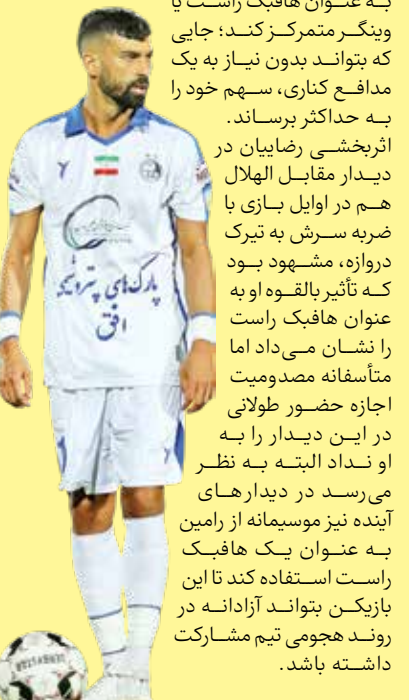 به عنوان هافبک راست یا
وینگر متمرکز کند؛ جایی
که بتواند بدون نیاز به یک
مدافع کناری، سهم خود را
به حداکثر برساند.
اثربخشی رضاییان در
دیدار مقابل الهلال
هم در اوایل بازی با
ضربه سرش به تیرک
دروازه، مشهود بود
که تأثیر بالقوه او به
عنوان هافبک راست
را نشان می‌داد اما
متأسفانه مصدومیت
اجازه حضور طولانی
در این دیدار را به
او نداد البته به نظر
می‌رسد در دیدارهای
آینده نیز موسیمانه از رامین
به عنوان یک هافبک
راست استفاده کند تا این
بازیکن بتواند آزادانه در
روند هجومی تیم مشارکت
داشته باشد.
پارک‌های پتروشیمی
افق